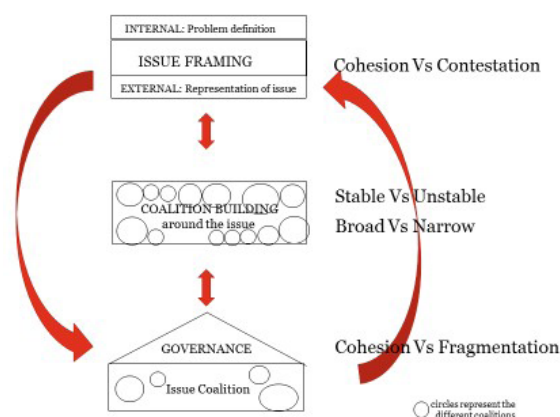 INTERNAL: Problem definition
ISSUE FRAMING
EXTERNAL: Representation of issue
Cohesion Vs Contestation
COALITION BUILDING
around the issue
Stable Vs Unstable
Broad Vs Narrow
GOVERNANCE
Issue Coalition
Cohesion Vs Fragmentation
circles represent the
different coalitions